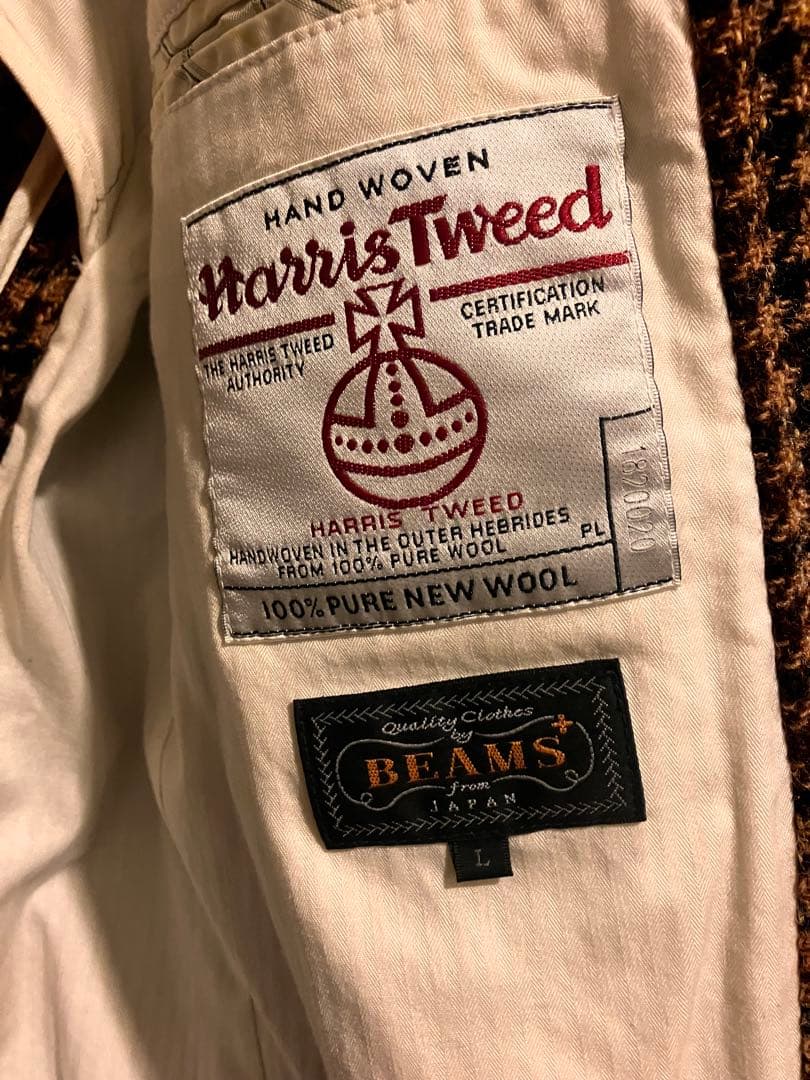 HAND WOVEN
Harris Tweed
THE HARRIS TWEED
AUTHORITY
CERTIFICATION
TRADE MARK
HARRIS TWEED
HANDWOVEN IN THE OUTER HEBRIDES
FROM 100% PURE WOOL
PL
1820020
100% PURE NEW WOOL
Quality Clothes
by
BEAMS+
from
JAPAN
L